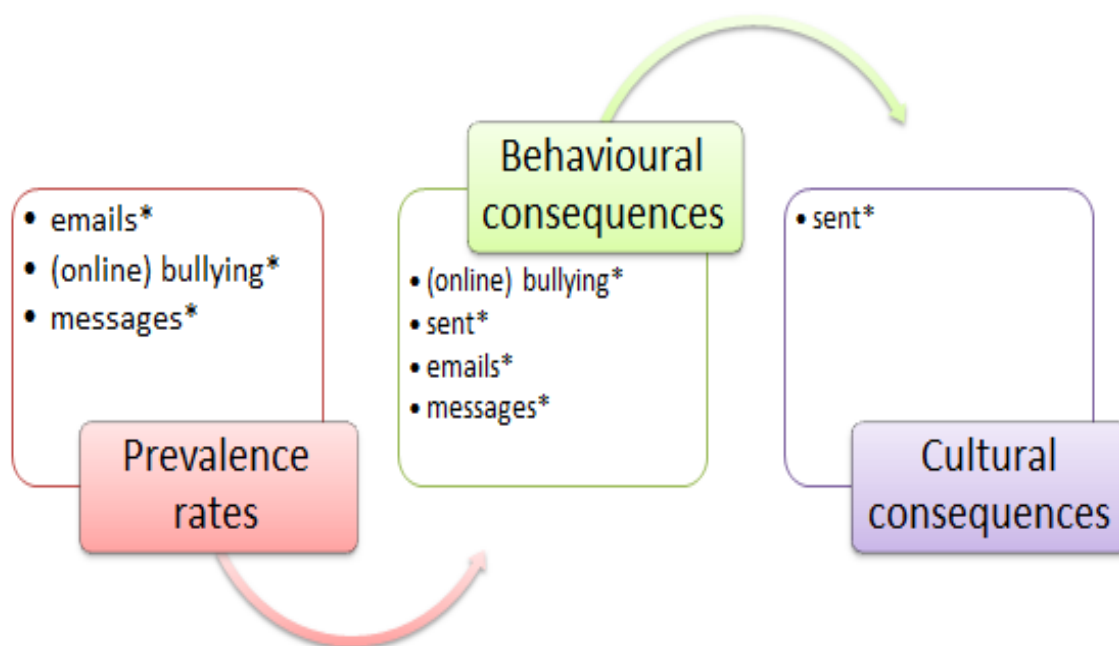 • emails*
• (online) bullying*
• messages*
Prevalence
rates
Behavioural
consequences
• (online) bullying*
• sent*
• emails*
• messages*
• sent*
Cultural
consequences